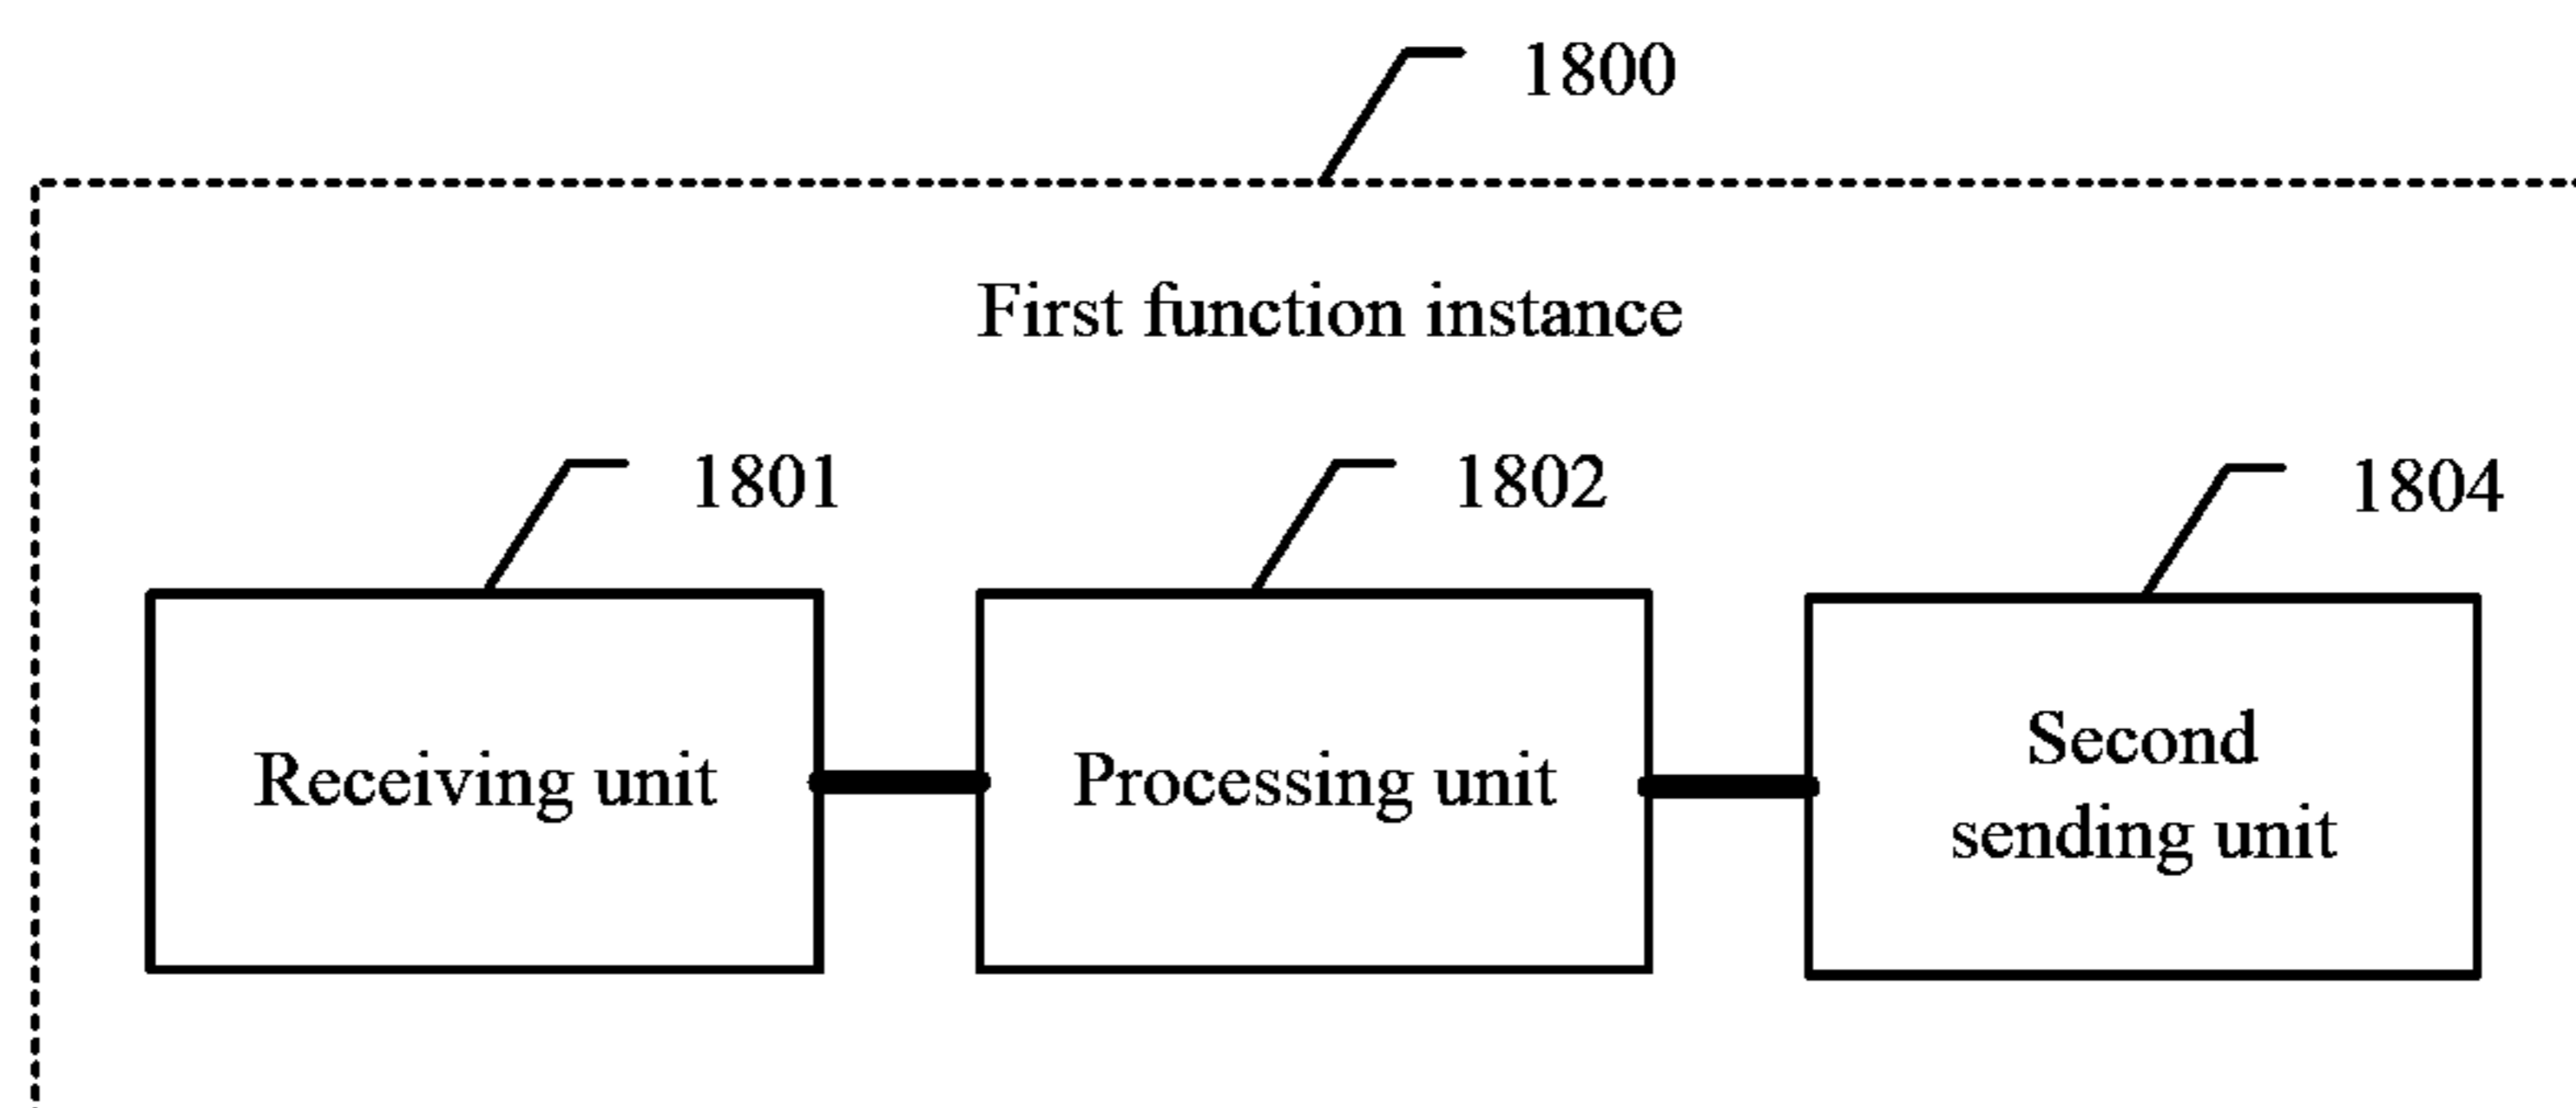 1800
First function instance
1801
1802
1804
Receiving unit
Processing unit
Second
sending unit